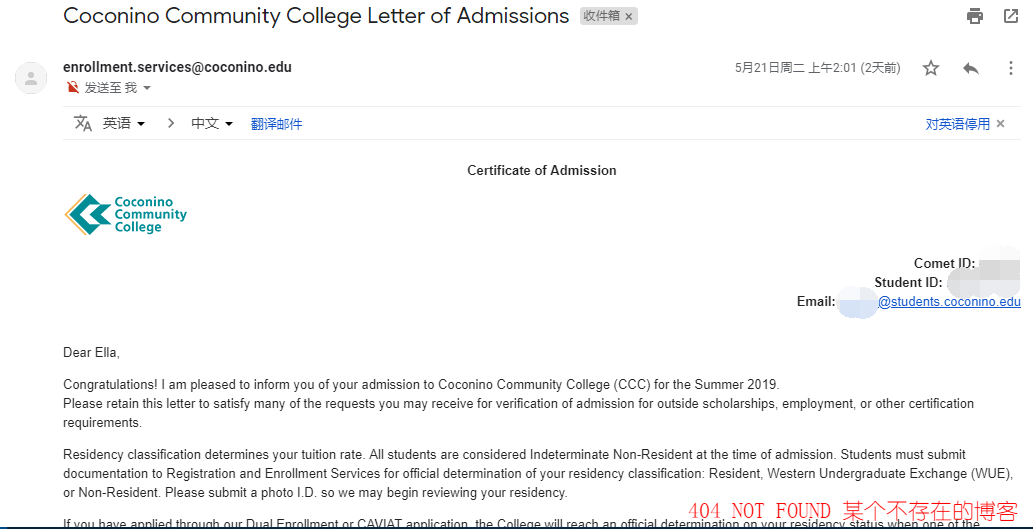 Coconino Community College Letter of Admissions 收件箱 ×
enrollment.services@coconino.edu
5月21日周二 上午2:01 (2天前)
发送至 我
英语 > 中文 翻译邮件 对英语停用 ×
Certificate of Admission
Coconino
Community
College
Comet ID:
Student ID:
Email: @students.coconino.edu
Dear Ella,
Congratulations! I am pleased to inform you of your admission to Coconino Community College (CCC) for the Summer 2019.
Please retain this letter to satisfy many of the requests you may receive for verification of admission for outside scholarships, employment, or other certification
requirements.
Residency classification determines your tuition rate. All students are considered Indeterminate Non-Resident at the time of admission. Students must submit
documentation to Registration and Enrollment Services for official determination of your residency classification: Resident, Western Undergraduate Exchange (WUE),
or Non-Resident. Please submit a photo I.D. so we may begin reviewing your residency.
404 NOT FOUND 某个不存在的博客
If you have applied through our Dual Enrollment or CAVIAT application, the College will reach an official determination on your residency status when one of the